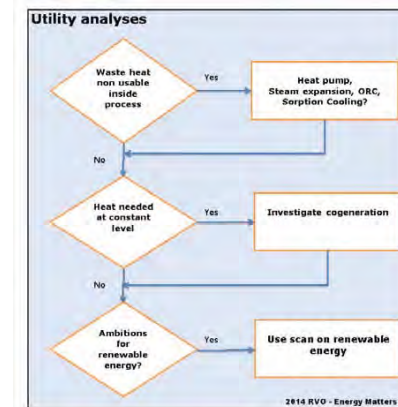 Utility analyses
Waste heat
non usable
inside
process
Yes
Heat pump,
Steam expansion, ORC,
Sorption Cooling?
No
Heat needed
at constant
level
Yes
Investigate cogeneration
No
Ambitions
for
renewable
energy?
Yes
Use scan on renewable
energy
2014 RVO - Energy Matters